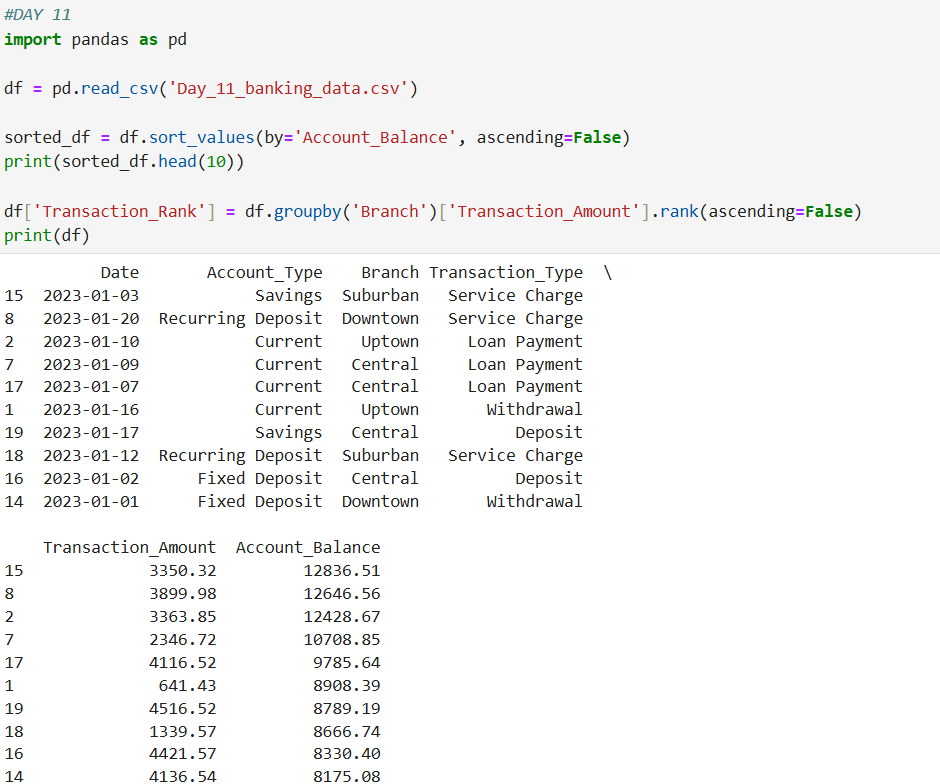 #DAY 11
import pandas as pd
df = pd.read_csv('Day_11_banking_data.csv')
sorted_df = df.sort_values(by='Account_Balance', ascending=False)
print(sorted_df.head(10))
df['Transaction_Rank'] = df.groupby('Branch')['Transaction_Amount'].rank(ascending=False)
print(df)
Date Account_Type Branch Transaction_Type \
15 2023-01-03 Savings Suburban Service Charge
8 2023-01-20 Recurring Deposit Downtown Service Charge
2 2023-01-10 Current Uptown Loan Payment
7 2023-01-09 Current Central Loan Payment
17 2023-01-07 Current Central Loan Payment
1 2023-01-16 Current Uptown Withdrawal
19 2023-01-17 Savings Central Deposit
18 2023-01-12 Recurring Deposit Suburban Service Charge
16 2023-01-02 Fixed Deposit Central Deposit
14 2023-01-01 Fixed Deposit Downtown Withdrawal
Transaction_Amount Account_Balance
15 3350.32 12836.51
8 3899.98 12646.56
2 3363.85 12428.67
7 2346.72 10708.85
17 4116.52 9785.64
1 641.43 8908.39
19 4516.52 8789.19
18 1339.57 8666.74
16 4421.57 8330.40
14 4136.54 8175.08